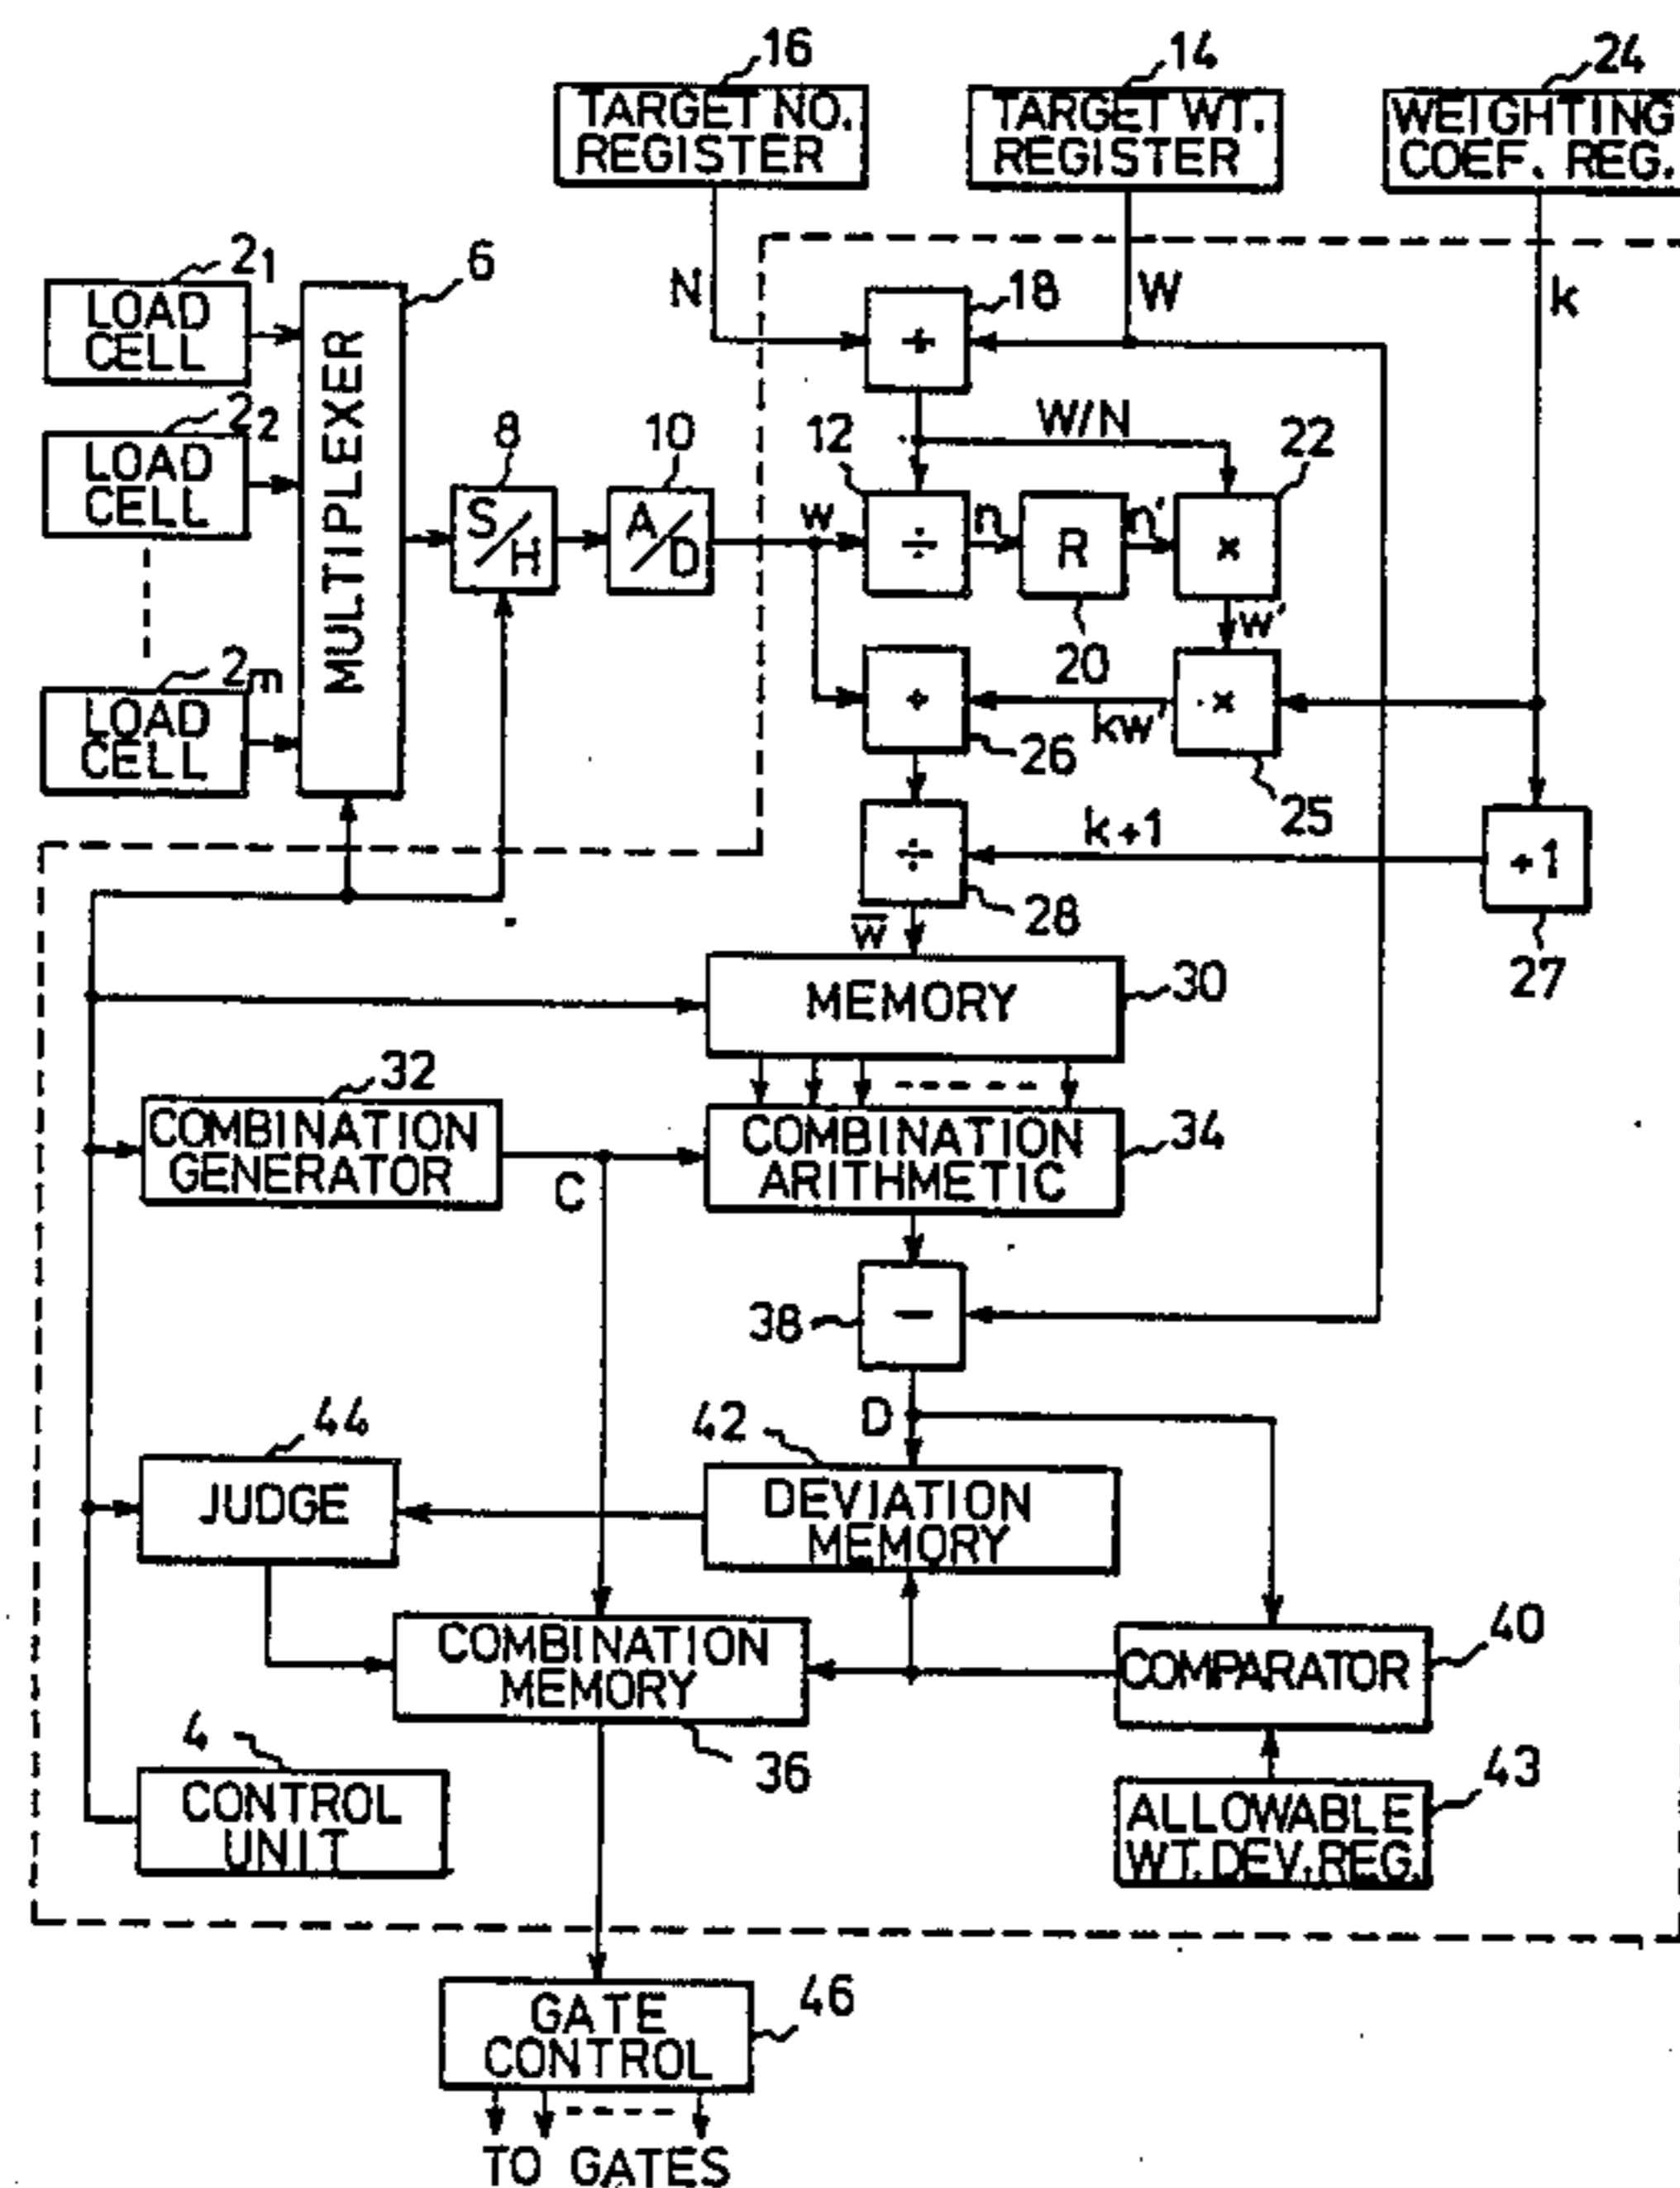 16
14
24
TARGET NO.
REGISTER
TARGET WT.
REGISTER
WEIGHTING
COEF. REG.
2₁
6
N
18
W
k
LOAD
CELL
MULTIPLEXER
+
2₂
LOAD
CELL
8
10
12
W/N
22
S/H
A/D
w
÷
n
R
n'
×
20
w'
2m
LOAD
CELL
+
kw'
×
26
25
k+1
÷
+1
28
27
w̅
MEMORY
30
32
COMBINATION
GENERATOR
C
COMBINATION
ARITHMETIC
34
38
−
44
42
D
JUDGE
DEVIATION
MEMORY
COMBINATION
MEMORY
COMPARATOR
40
4
36
43
CONTROL
UNIT
ALLOWABLE
WT.DEV.REG.
GATE
CONTROL
46
TO GATES